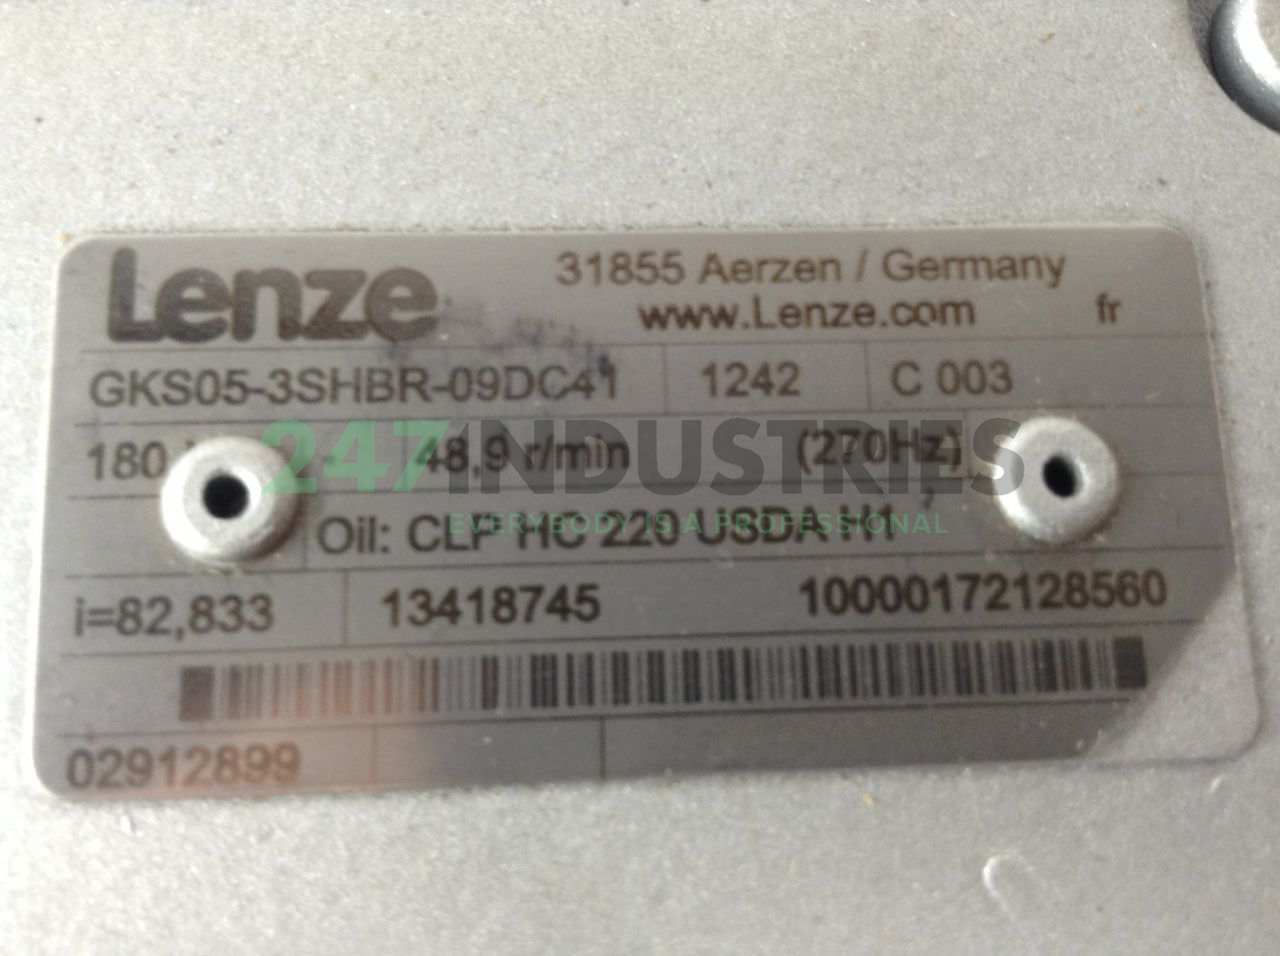 Lenze
31855 Aerzen / Germany
www.Lenze.com fr
GKS05-3SHBR-09DC41 1242 C 003
180 48,9 r/min (270Hz)
247INDUSTRIES
EVERYBODY IS A PROFESSIONAL
Oil: CLP HC 220 USDA H1
i=82,833 13418745 10000172128560
02912899